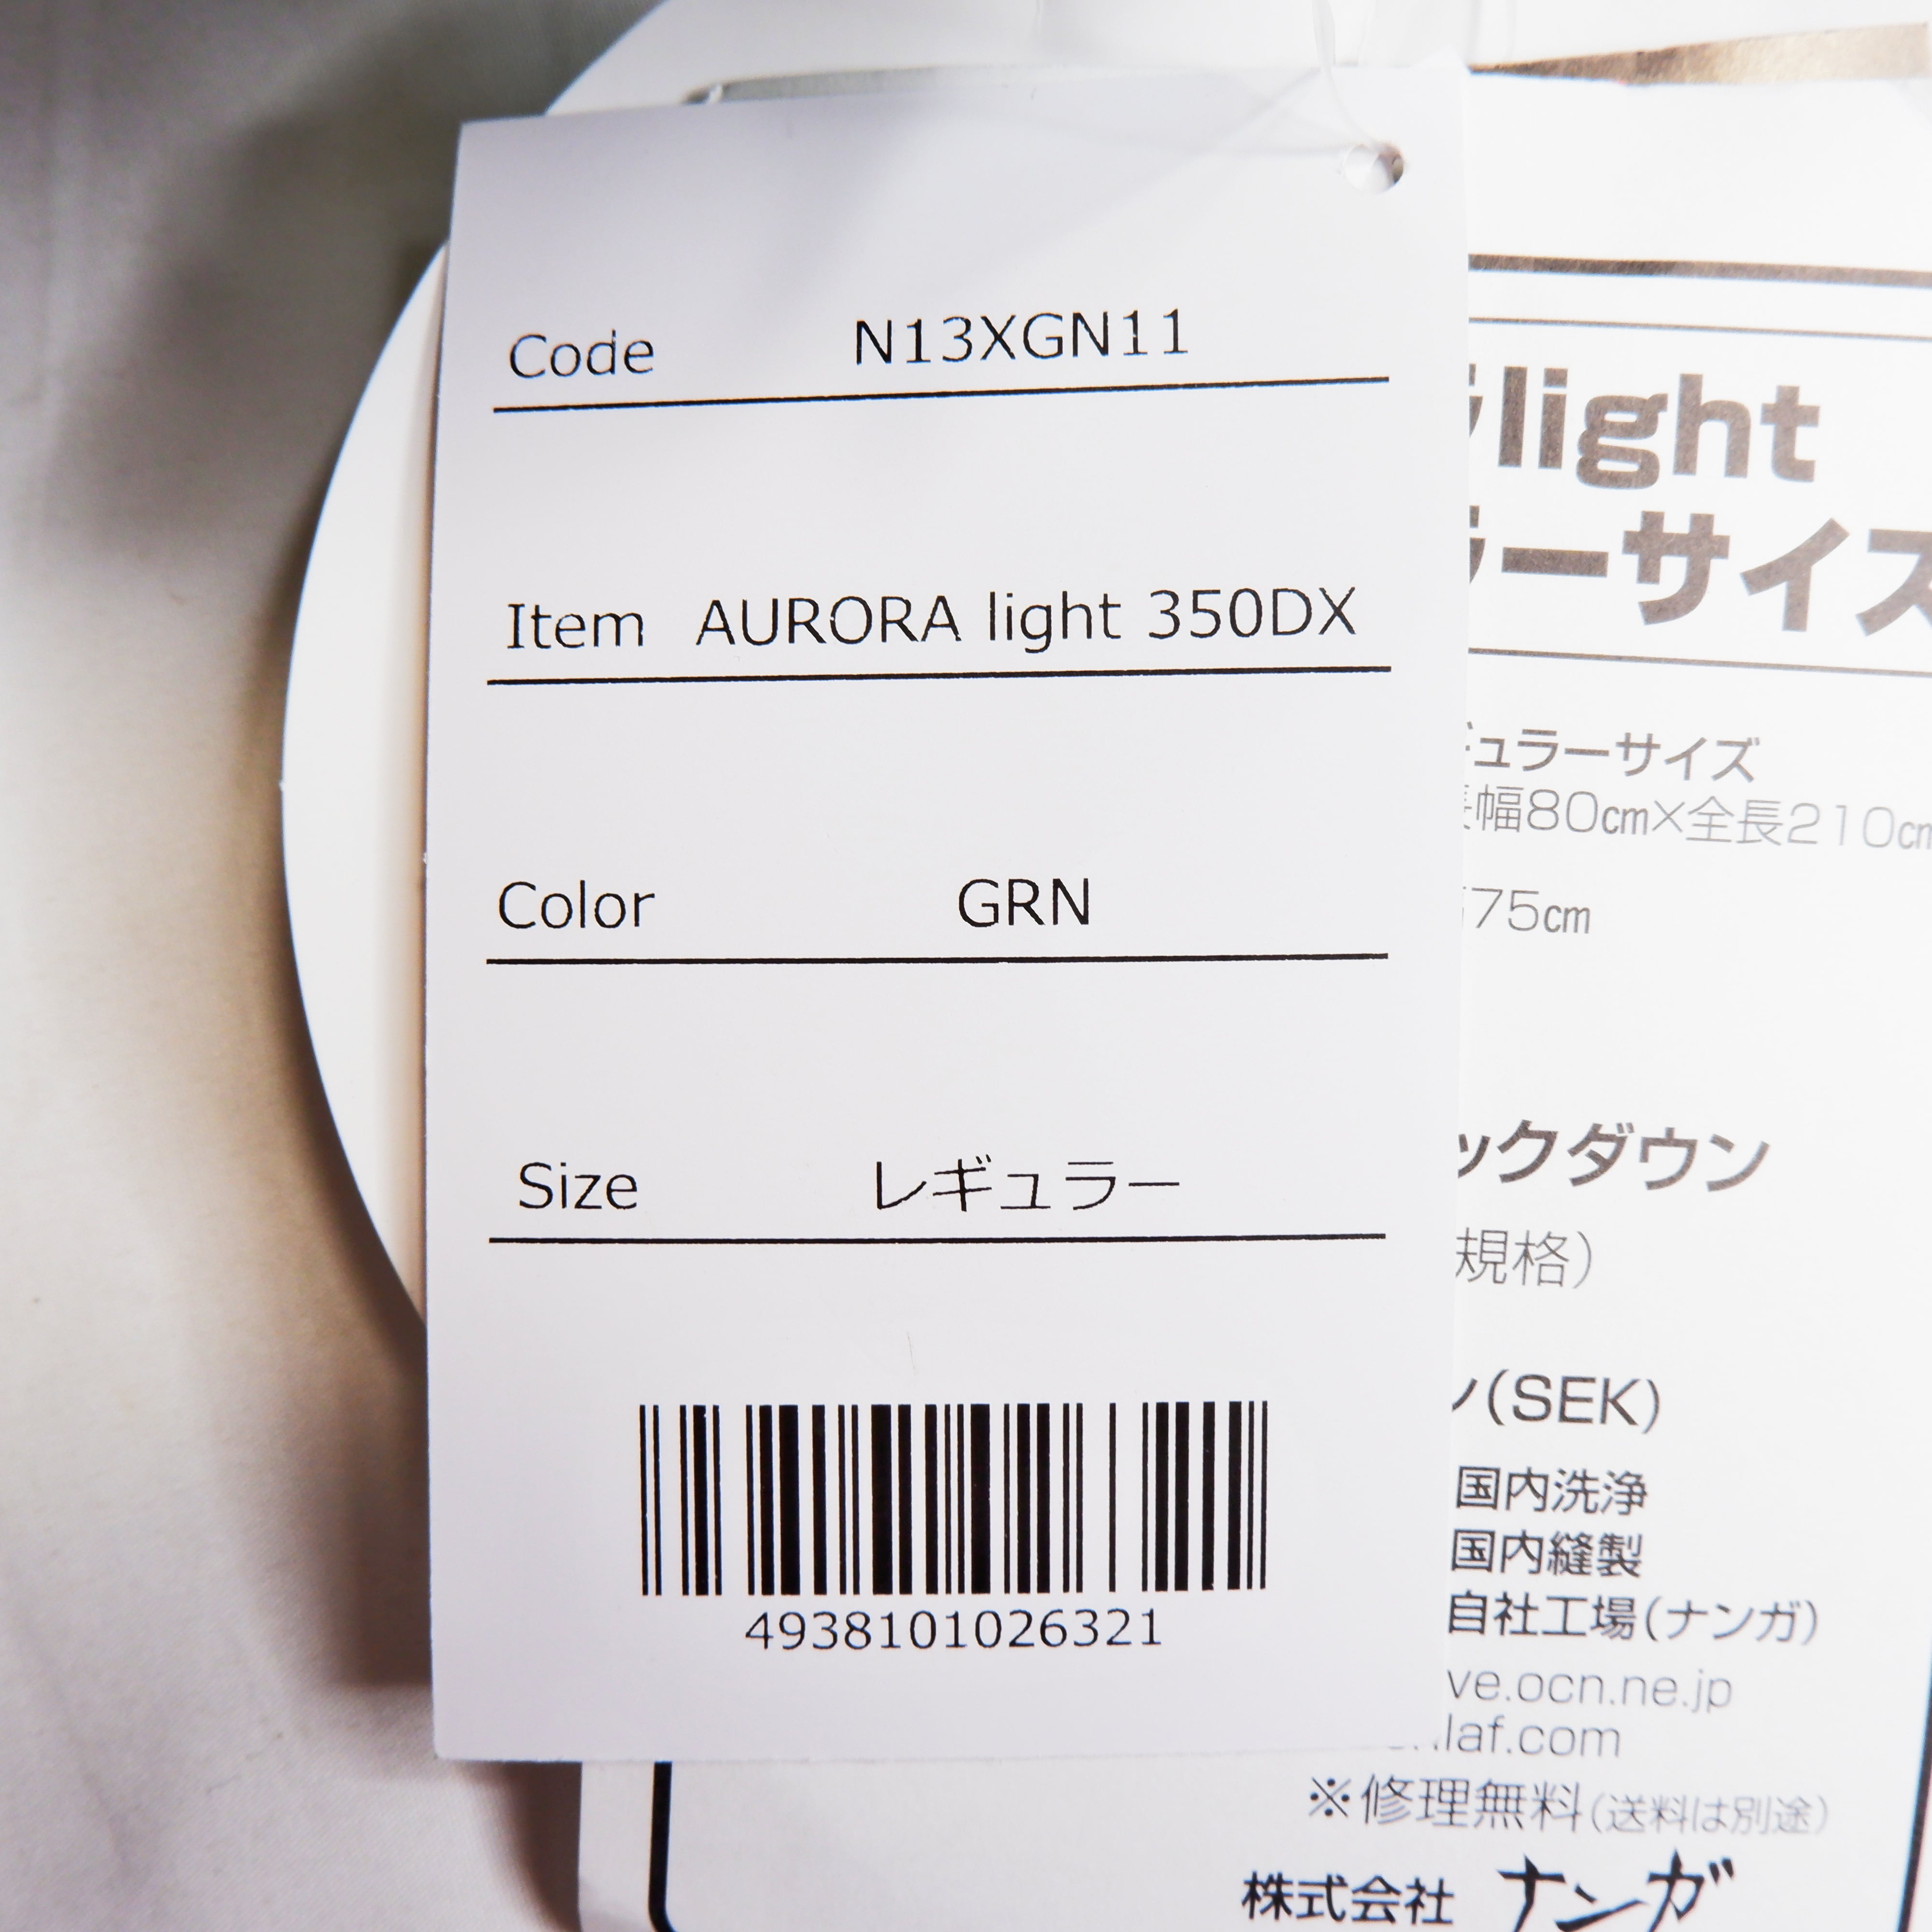 Code N13XGN11
Item AURORA light 350DX
Color GRN
Size レギュラー
4938101026321
light
ラーサイズ
ギュラーサイズ
長幅80cm×全長210cm
75cm
ックダウン
規格)
ン(SEK)
国内洗浄
国内縫製
自社工場(ナンガ)
ve.ocn.ne.jp
laf.com
※修理無料(送料は別途)
株式会社 ナンガ